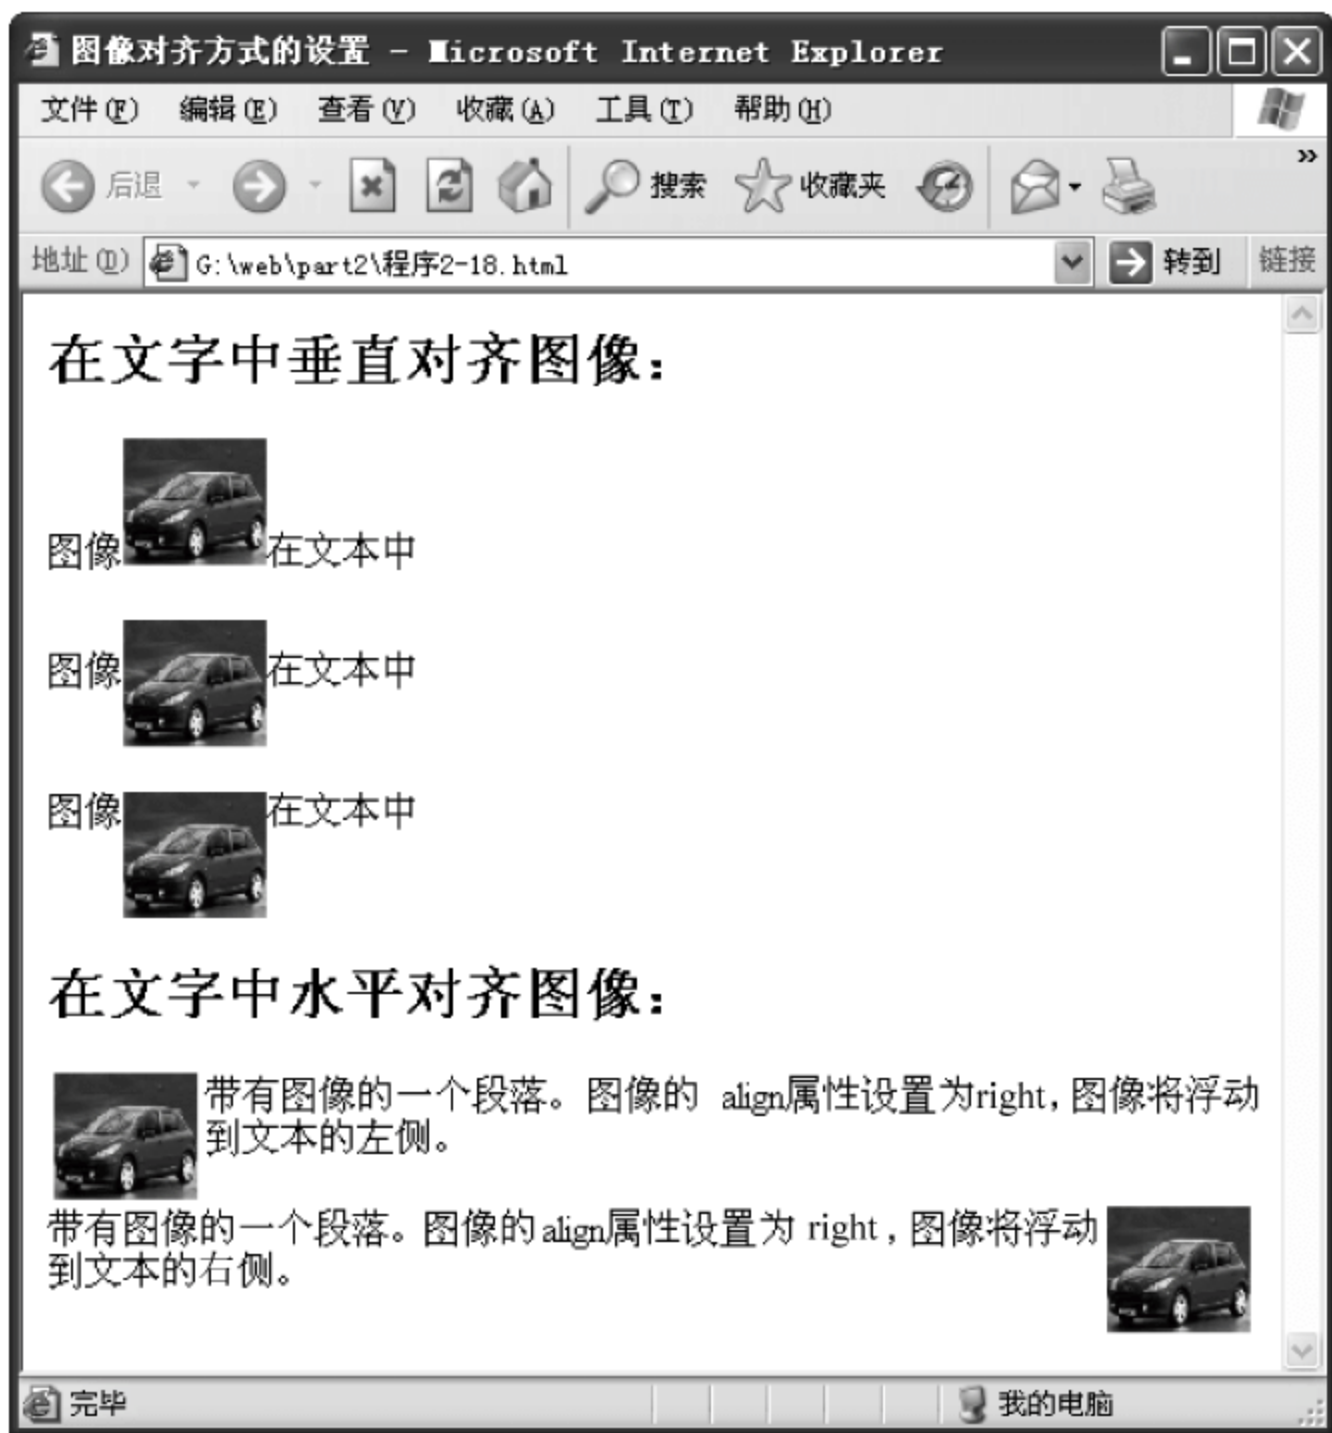 图像对齐方式的设置 - Microsoft Internet Explorer
文件(F) 编辑(E) 查看(V) 收藏(A) 工具(T) 帮助(H)
后退 搜索 收藏夹 »
地址(D) G:\web\part2\程序2-18.html 转到 链接
在文字中垂直对齐图像：
图像 在文本中
图像 在文本中
图像 在文本中
在文字中水平对齐图像：
带有图像的一个段落。图像的 align属性设置为right，图像将浮动
到文本的左侧。
带有图像的一个段落。图像的align属性设置为 right，图像将浮动
到文本的右侧。
完毕 我的电脑